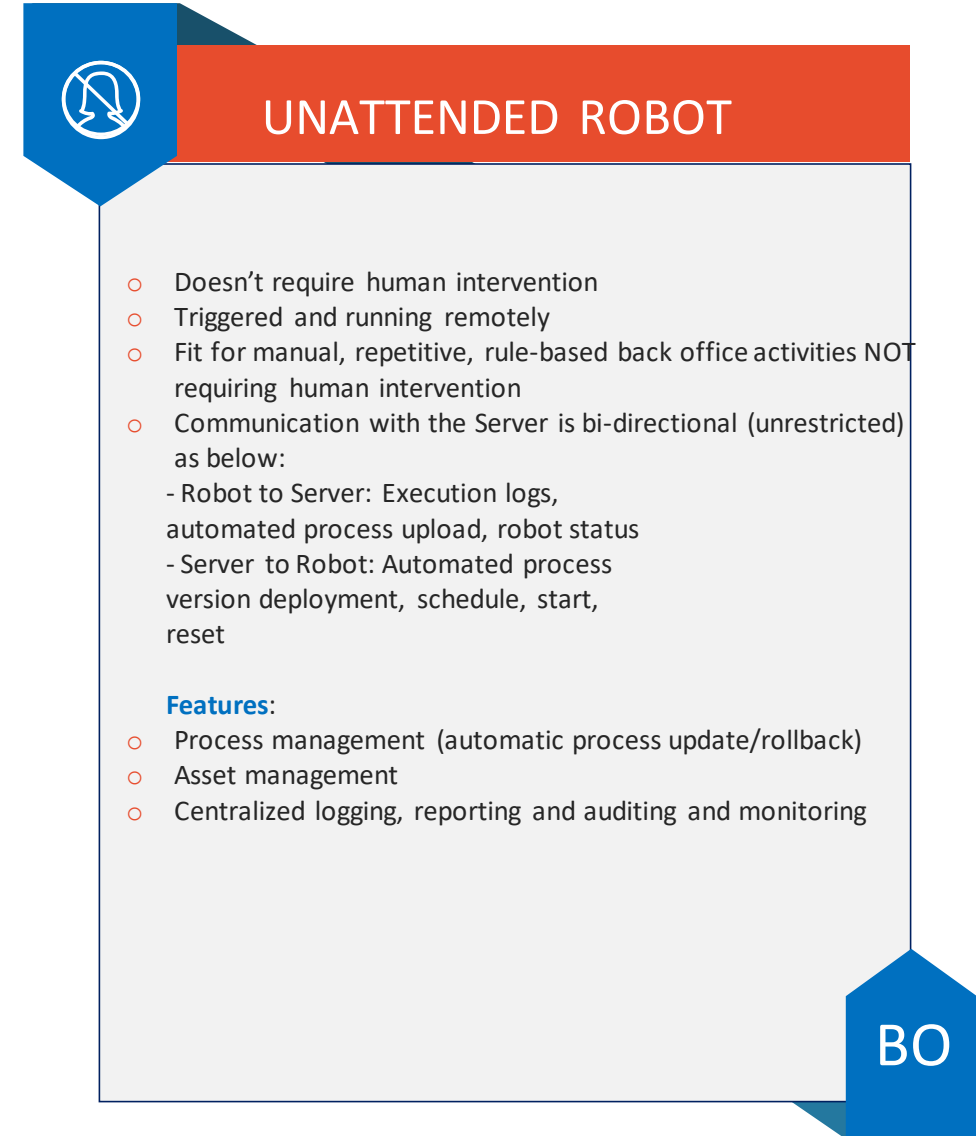 UNATTENDED ROBOT
o Doesn’t require human intervention
o Triggered and running remotely
o Fit for manual, repetitive, rule-based back office activities NOT
requiring human intervention
o Communication with the Server is bi-directional (unrestricted)
as below:
- Robot to Server: Execution logs,
automated process upload, robot status
- Server to Robot: Automated process
version deployment, schedule, start,
reset
Features:
o Process management (automatic process update/rollback)
o Asset management
o Centralized logging, reporting and auditing and monitoring
BO